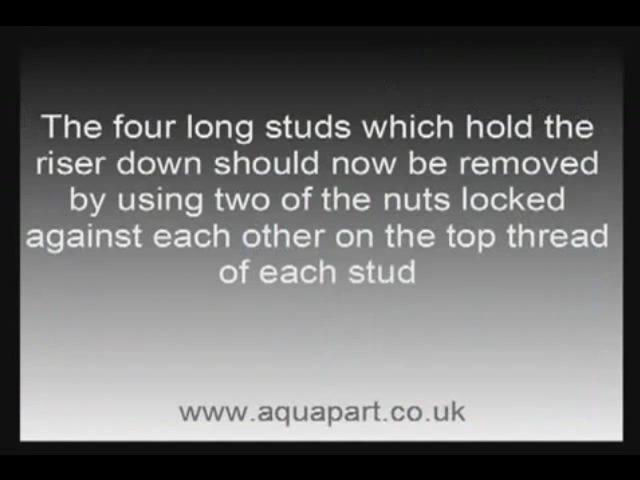 The four long studs which hold the
riser down should now be removed
by using two of the nuts locked
against each other on the top thread
of each stud
www.aquapart.co.uk